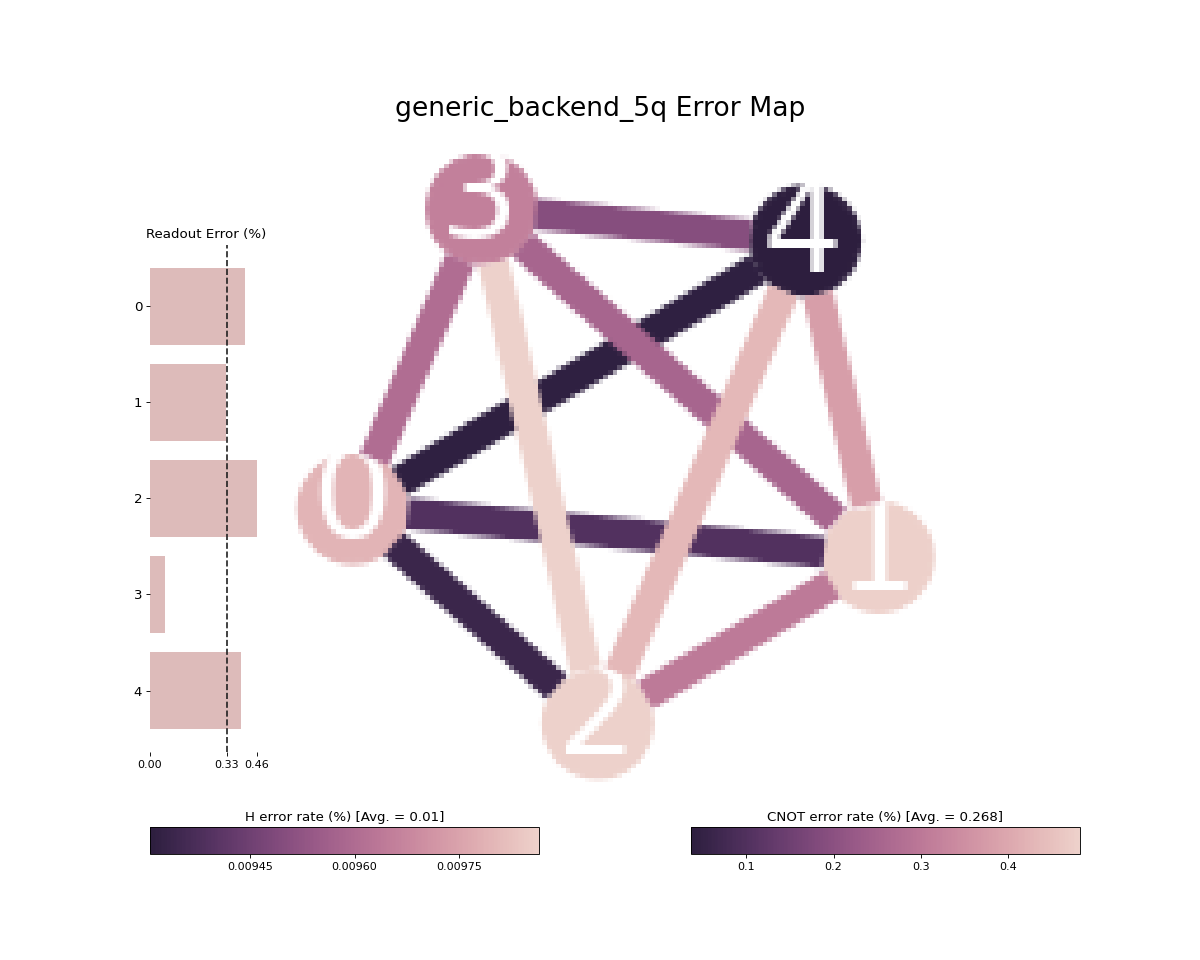 generic_backend_5q Error Map
Readout Error (%)
0
1
2
3
4
0.00 0.33 0.46
3
4
0
1
2
H error rate (%) [Avg. = 0.01]
0.00945 0.00960 0.00975
CNOT error rate (%) [Avg. = 0.268]
0.1 0.2 0.3 0.4